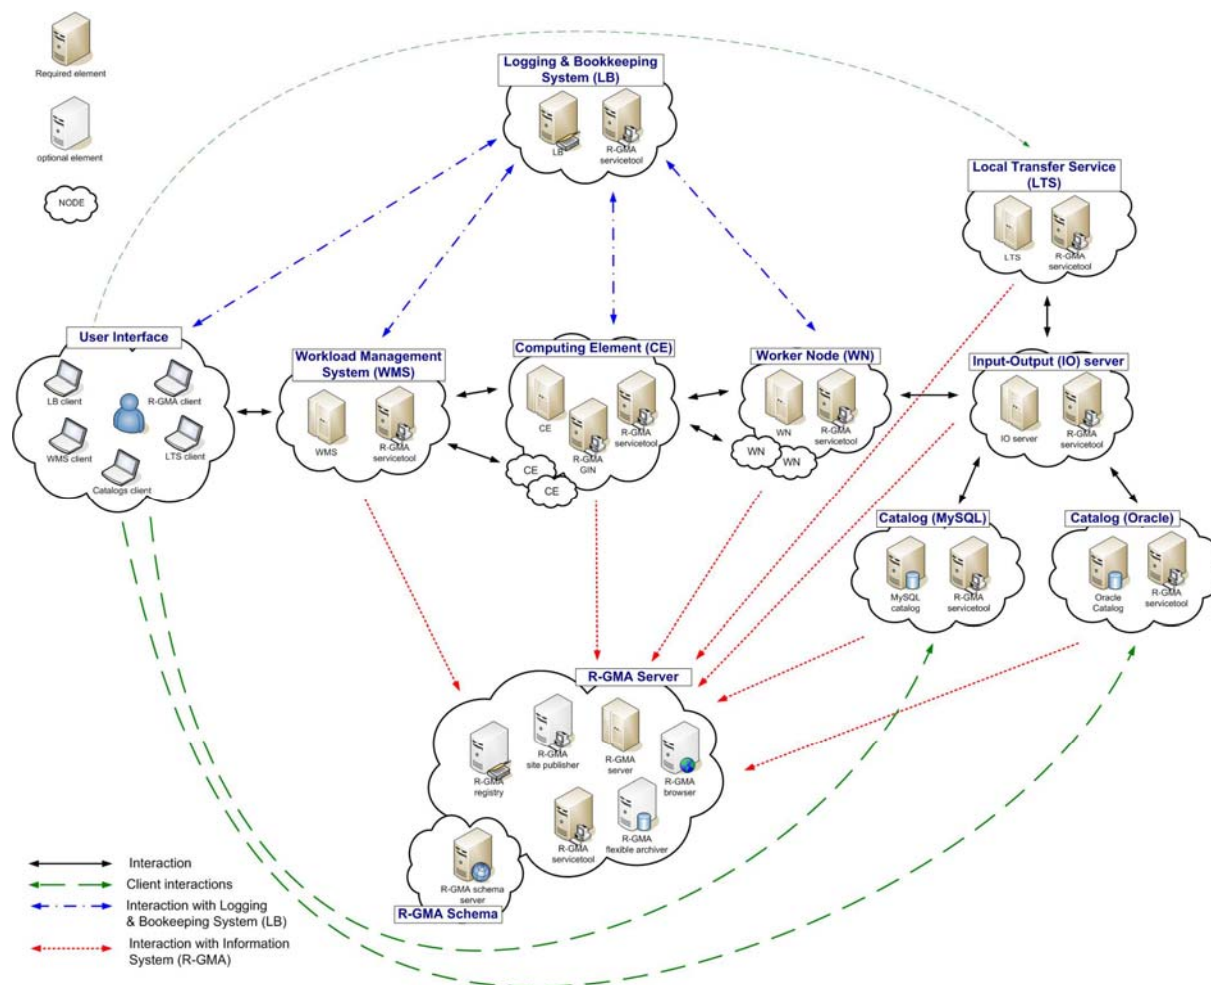 Required element
optional element
NODE
Logging & Bookkeeping
System (LB)
LB
R-GMA
servicetool
Local Transfer Service
(LTS)
LTS
R-GMA
servicetool
User Interface
LB client
R-GMA client
WMS client
LTS client
Catalogs client
Workload Management
System (WMS)
WMS
R-GMA
servicetool
Computing Element (CE)
CE
R-GMA
servicetool
R-GMA
GIN
CE
CE
Worker Node (WN)
WN
R-GMA
servicetool
WN
WN
Input-Output (IO) server
IO server
R-GMA
servicetool
Catalog (MySQL)
MySQL
catalog
R-GMA
servicetool
Catalog (Oracle)
Oracle
Catalog
R-GMA
servicetool
R-GMA Server
R-GMA
registry
R-GMA
site publisher
R-GMA
server
R-GMA
browser
R-GMA
servicetool
R-GMA
flexible archiver
R-GMA schema
server
R-GMA Schema
Interaction
Client interactions
Interaction with Logging
& Bookeeping System (LB)
Interaction with Information
System (R-GMA)